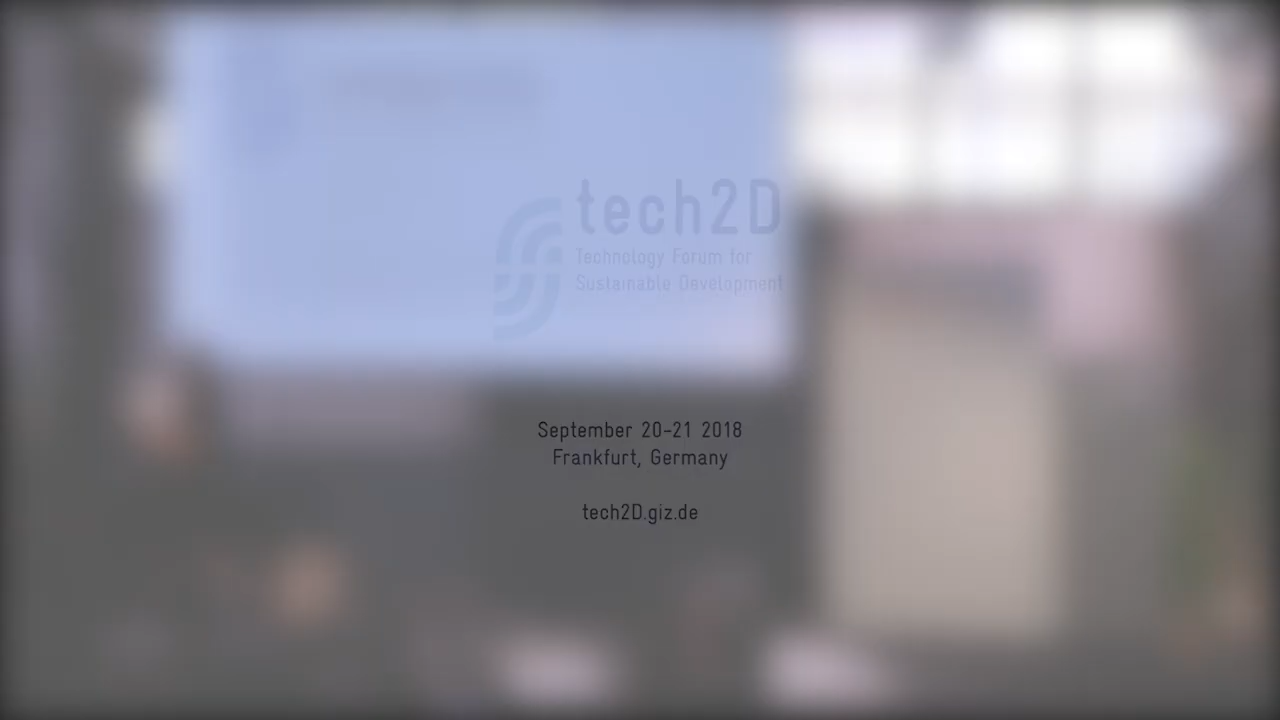 tech2D
Technology Forum for
Sustainable Development
September 20-21 2018
Frankfurt, Germany
tech2D.giz.de